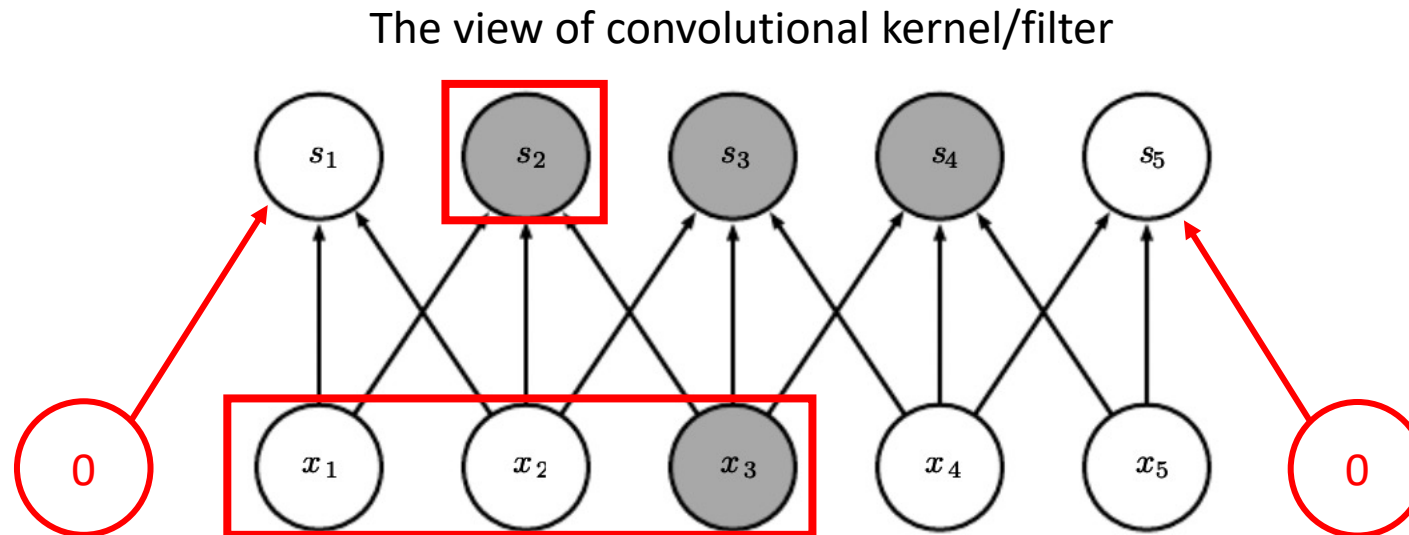 The view of convolutional kernel/filter
s₁ s₂ s₃ s₄ s₅
0 x₁ x₂ x₃ x₄ x₅ 0